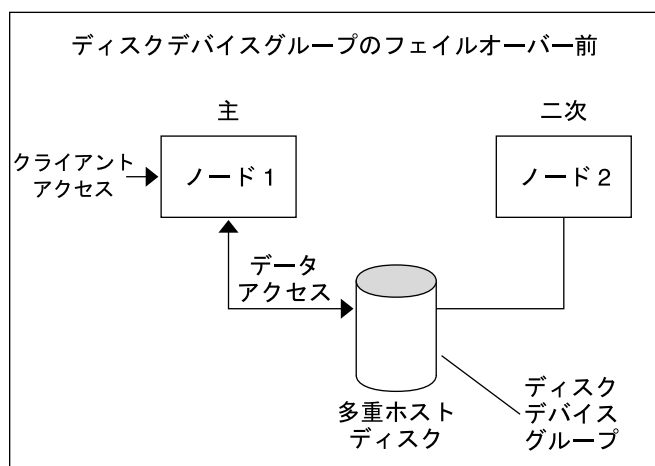 ディスクデバイスグループのフェイルオーバー前
主
二次
クライアント
アクセス
ノード 1
ノード 2
データ
アクセス
多重ホスト
ディスク
ディスク
デバイス
グループ